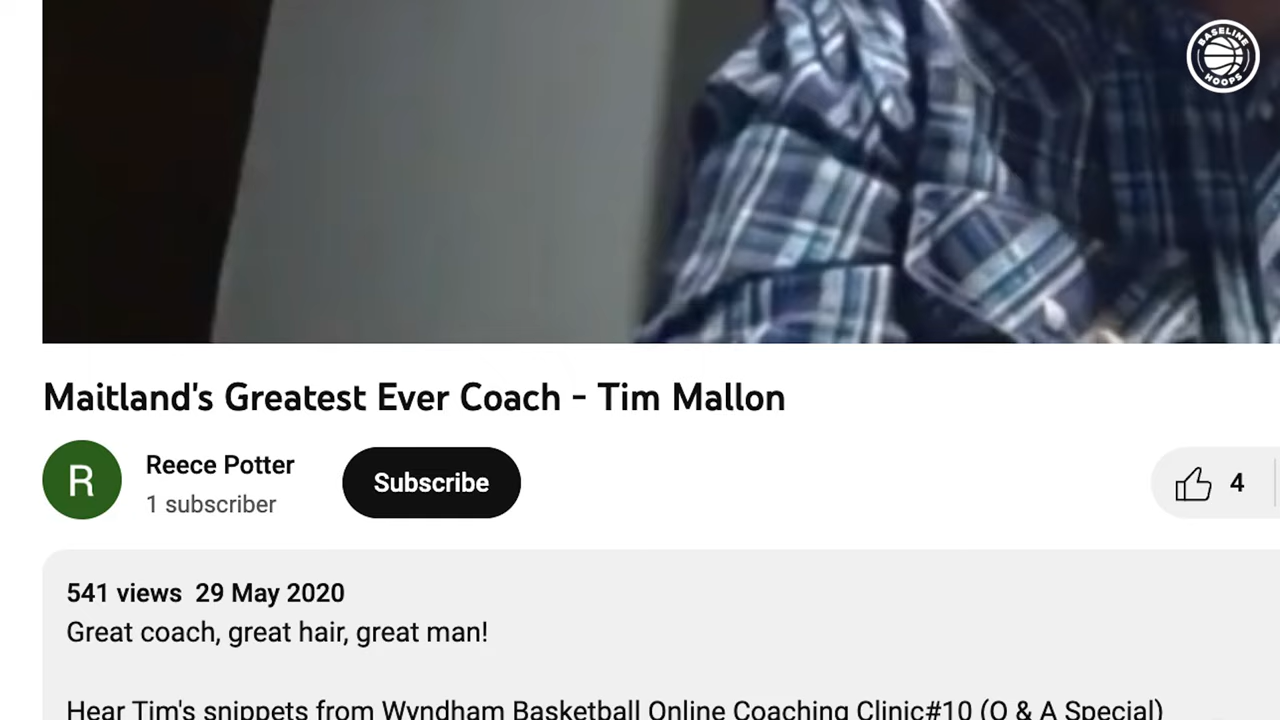 BASELINE
HOOPS
Maitland's Greatest Ever Coach - Tim Mallon
R
Reece Potter
1 subscriber
Subscribe
4
541 views 29 May 2020
Great coach, great hair, great man!
Hear Tim's snippets from Wyndham Basketball Online Coaching Clinic#10 (Q & A Special)